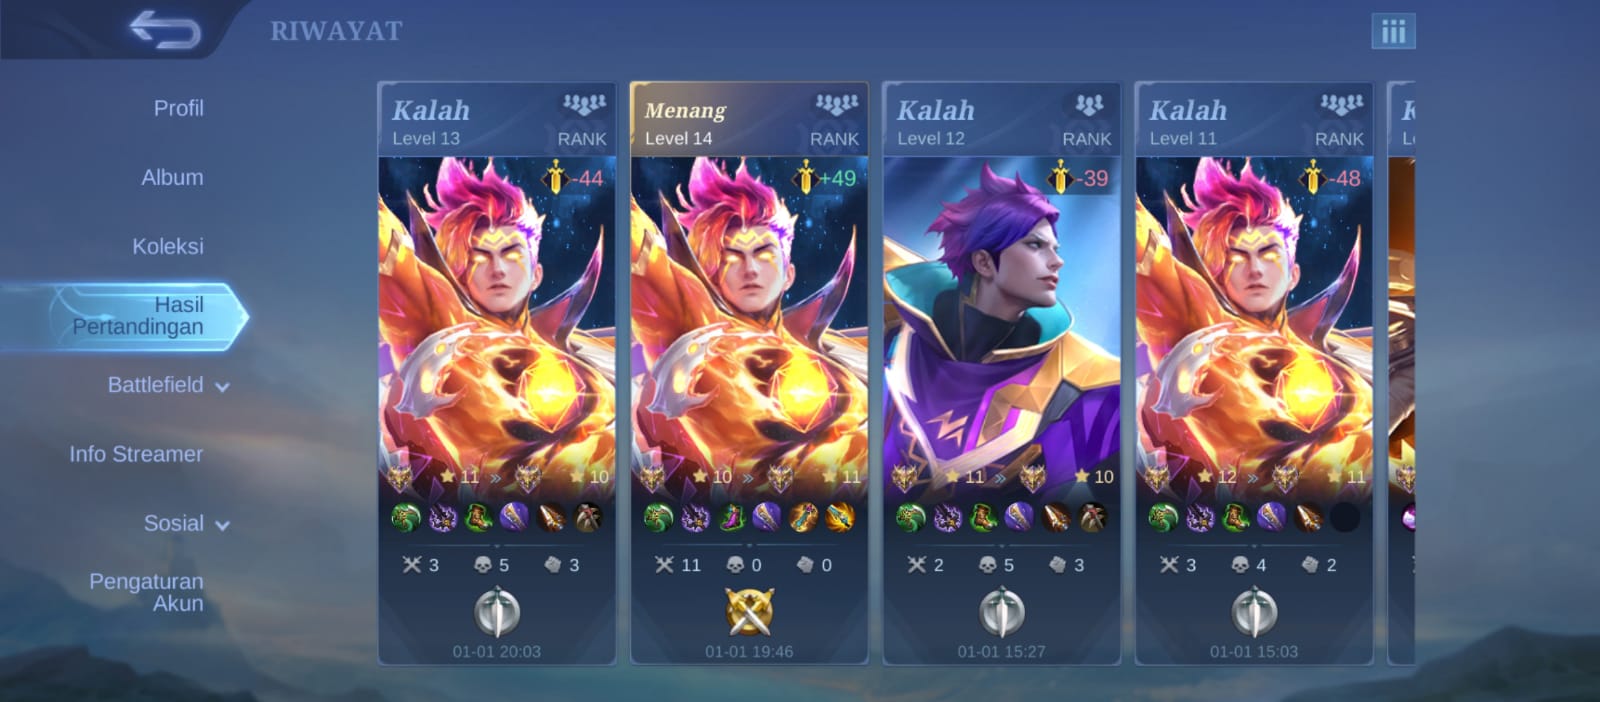 RIWAYAT
Profil
Album
Koleksi
Hasil
Pertandingan
Battlefield
Info Streamer
Sosial
Pengaturan
Akun
Kalah
Level 13 RANK
-44
11 » 10
3 5 3
01-01 20:03
Menang
Level 14 RANK
+49
10 » 11
11 0 0
01-01 19:46
Kalah
Level 12 RANK
-39
11 » 10
2 5 3
01-01 15:27
Kalah
Level 11 RANK
-48
12 » 11
3 4 2
01-01 15:03